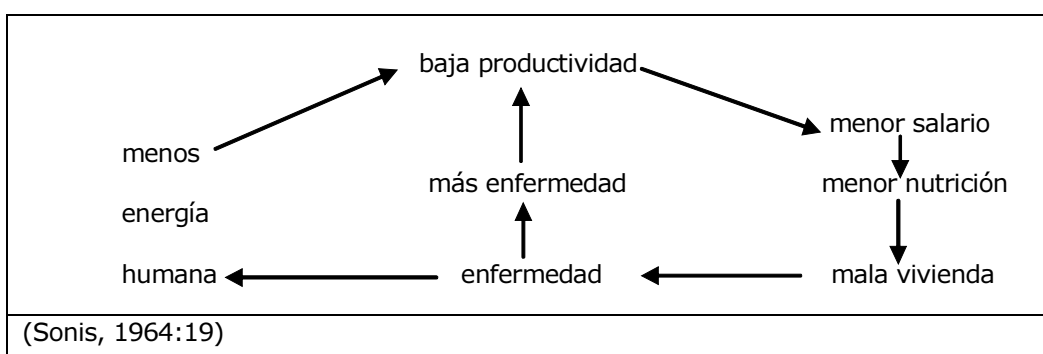 baja productividad
menor salario
menos
más enfermedad
menor nutrición
energía
humana
enfermedad
mala vivienda
(Sonis, 1964:19)